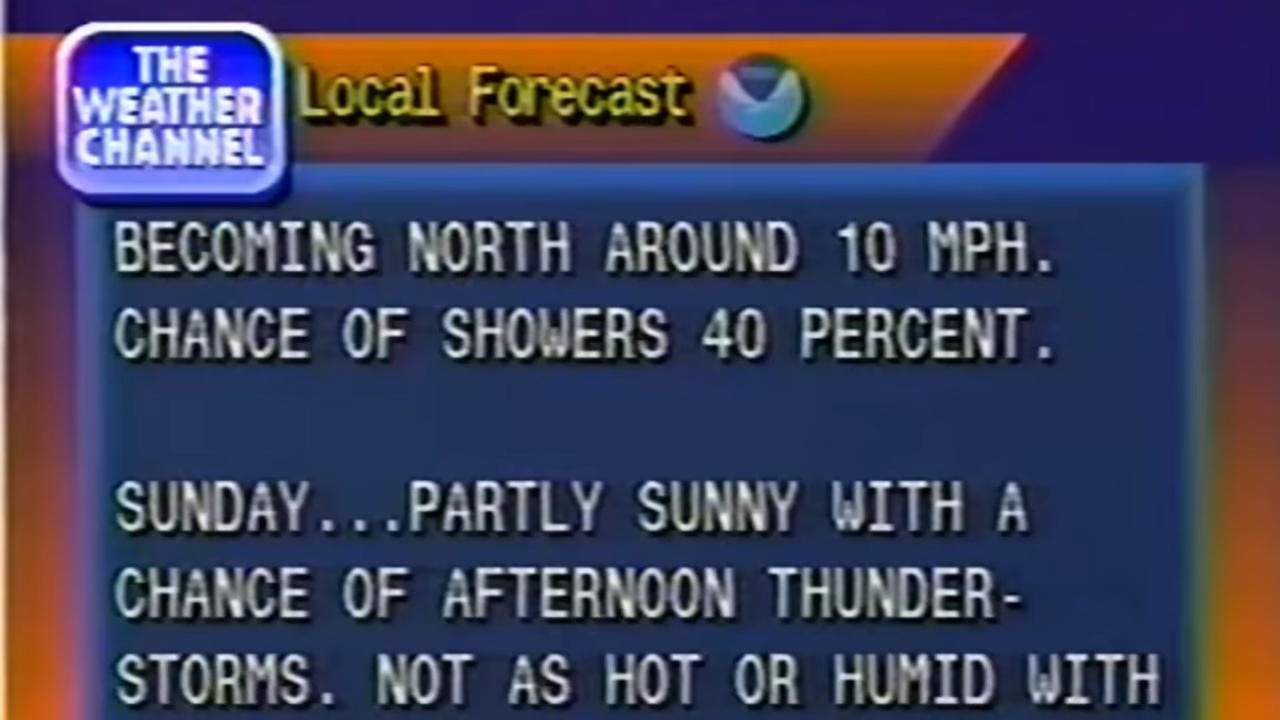 THE
WEATHER
CHANNEL
Local Forecast
BECOMING NORTH AROUND 10 MPH.
CHANCE OF SHOWERS 40 PERCENT.
SUNDAY...PARTLY SUNNY WITH A
CHANCE OF AFTERNOON THUNDER-
STORMS. NOT AS HOT OR HUMID WITH